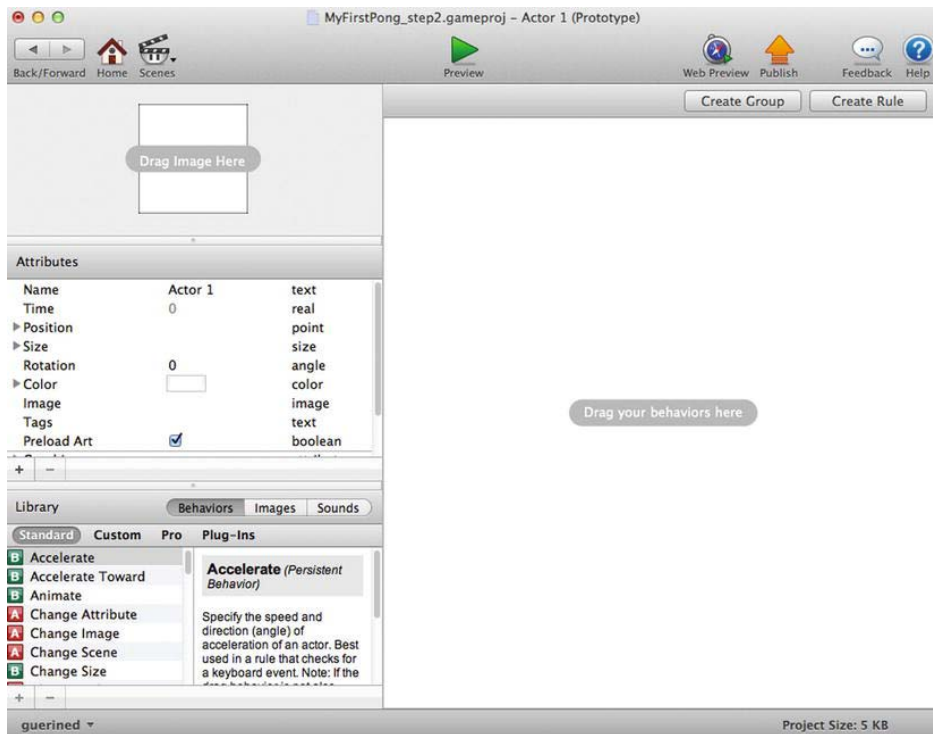 MyFirstPong_step2.gameproj – Actor 1 (Prototype)
Back/Forward Home Scenes Preview Web Preview Publish Feedback Help
Create Group Create Rule
Drag Image Here
Attributes
Name Actor 1 text
Time 0 real
Position point
Size size
Rotation 0 angle
Color color
Image image
Tags text
Preload Art boolean
Drag your behaviors here
+ −
Library Behaviors Images Sounds
Standard Custom Pro Plug-Ins
B Accelerate
B Accelerate Toward
B Animate
A Change Attribute
A Change Image
A Change Scene
B Change Size
Accelerate (Persistent
Behavior)
Specify the speed and
direction (angle) of
acceleration of an actor. Best
used in a rule that checks for
a keyboard event. Note: If the
+ −
guerined Project Size: 5 KB